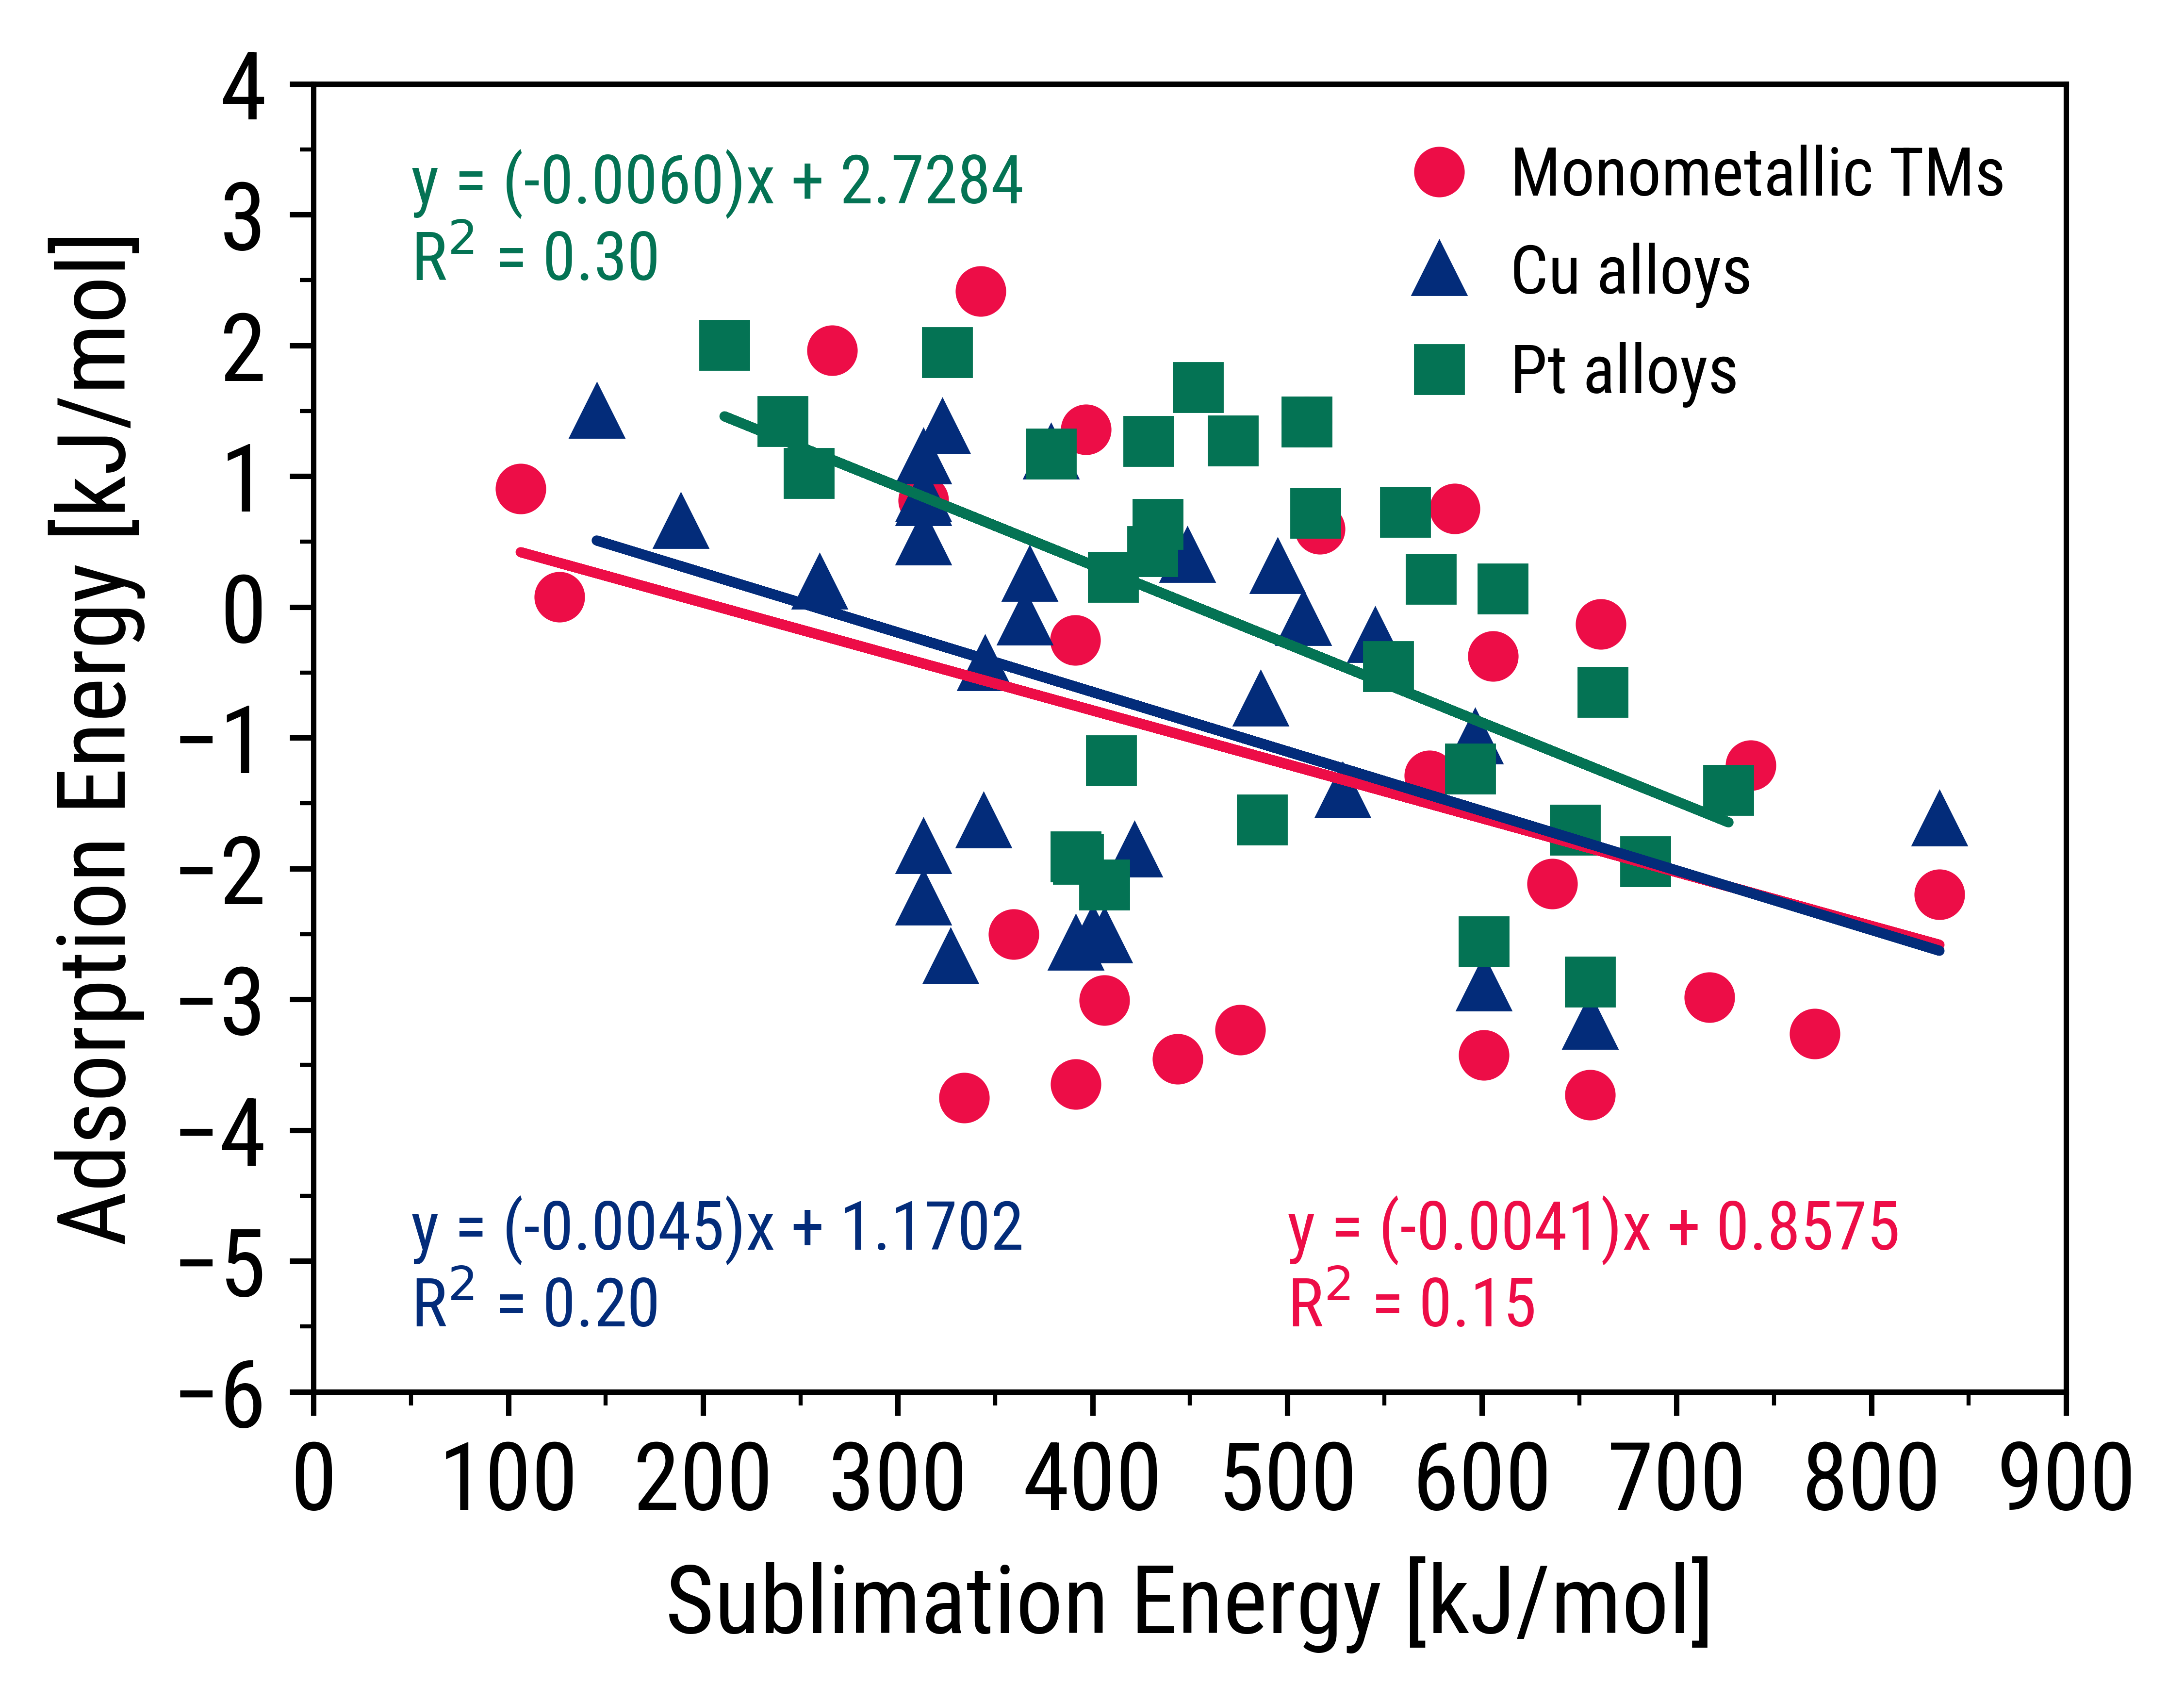 4
3
2
1
0
−1
−2
−3
−4
−5
−6
Adsorption Energy [kJ/mol]
y = (-0.0060)x + 2.7284
R² = 0.30
Monometallic TMs
Cu alloys
Pt alloys
y = (-0.0045)x + 1.1702
R² = 0.20
y = (-0.0041)x + 0.8575
R² = 0.15
0 100 200 300 400 500 600 700 800 900
Sublimation Energy [kJ/mol]